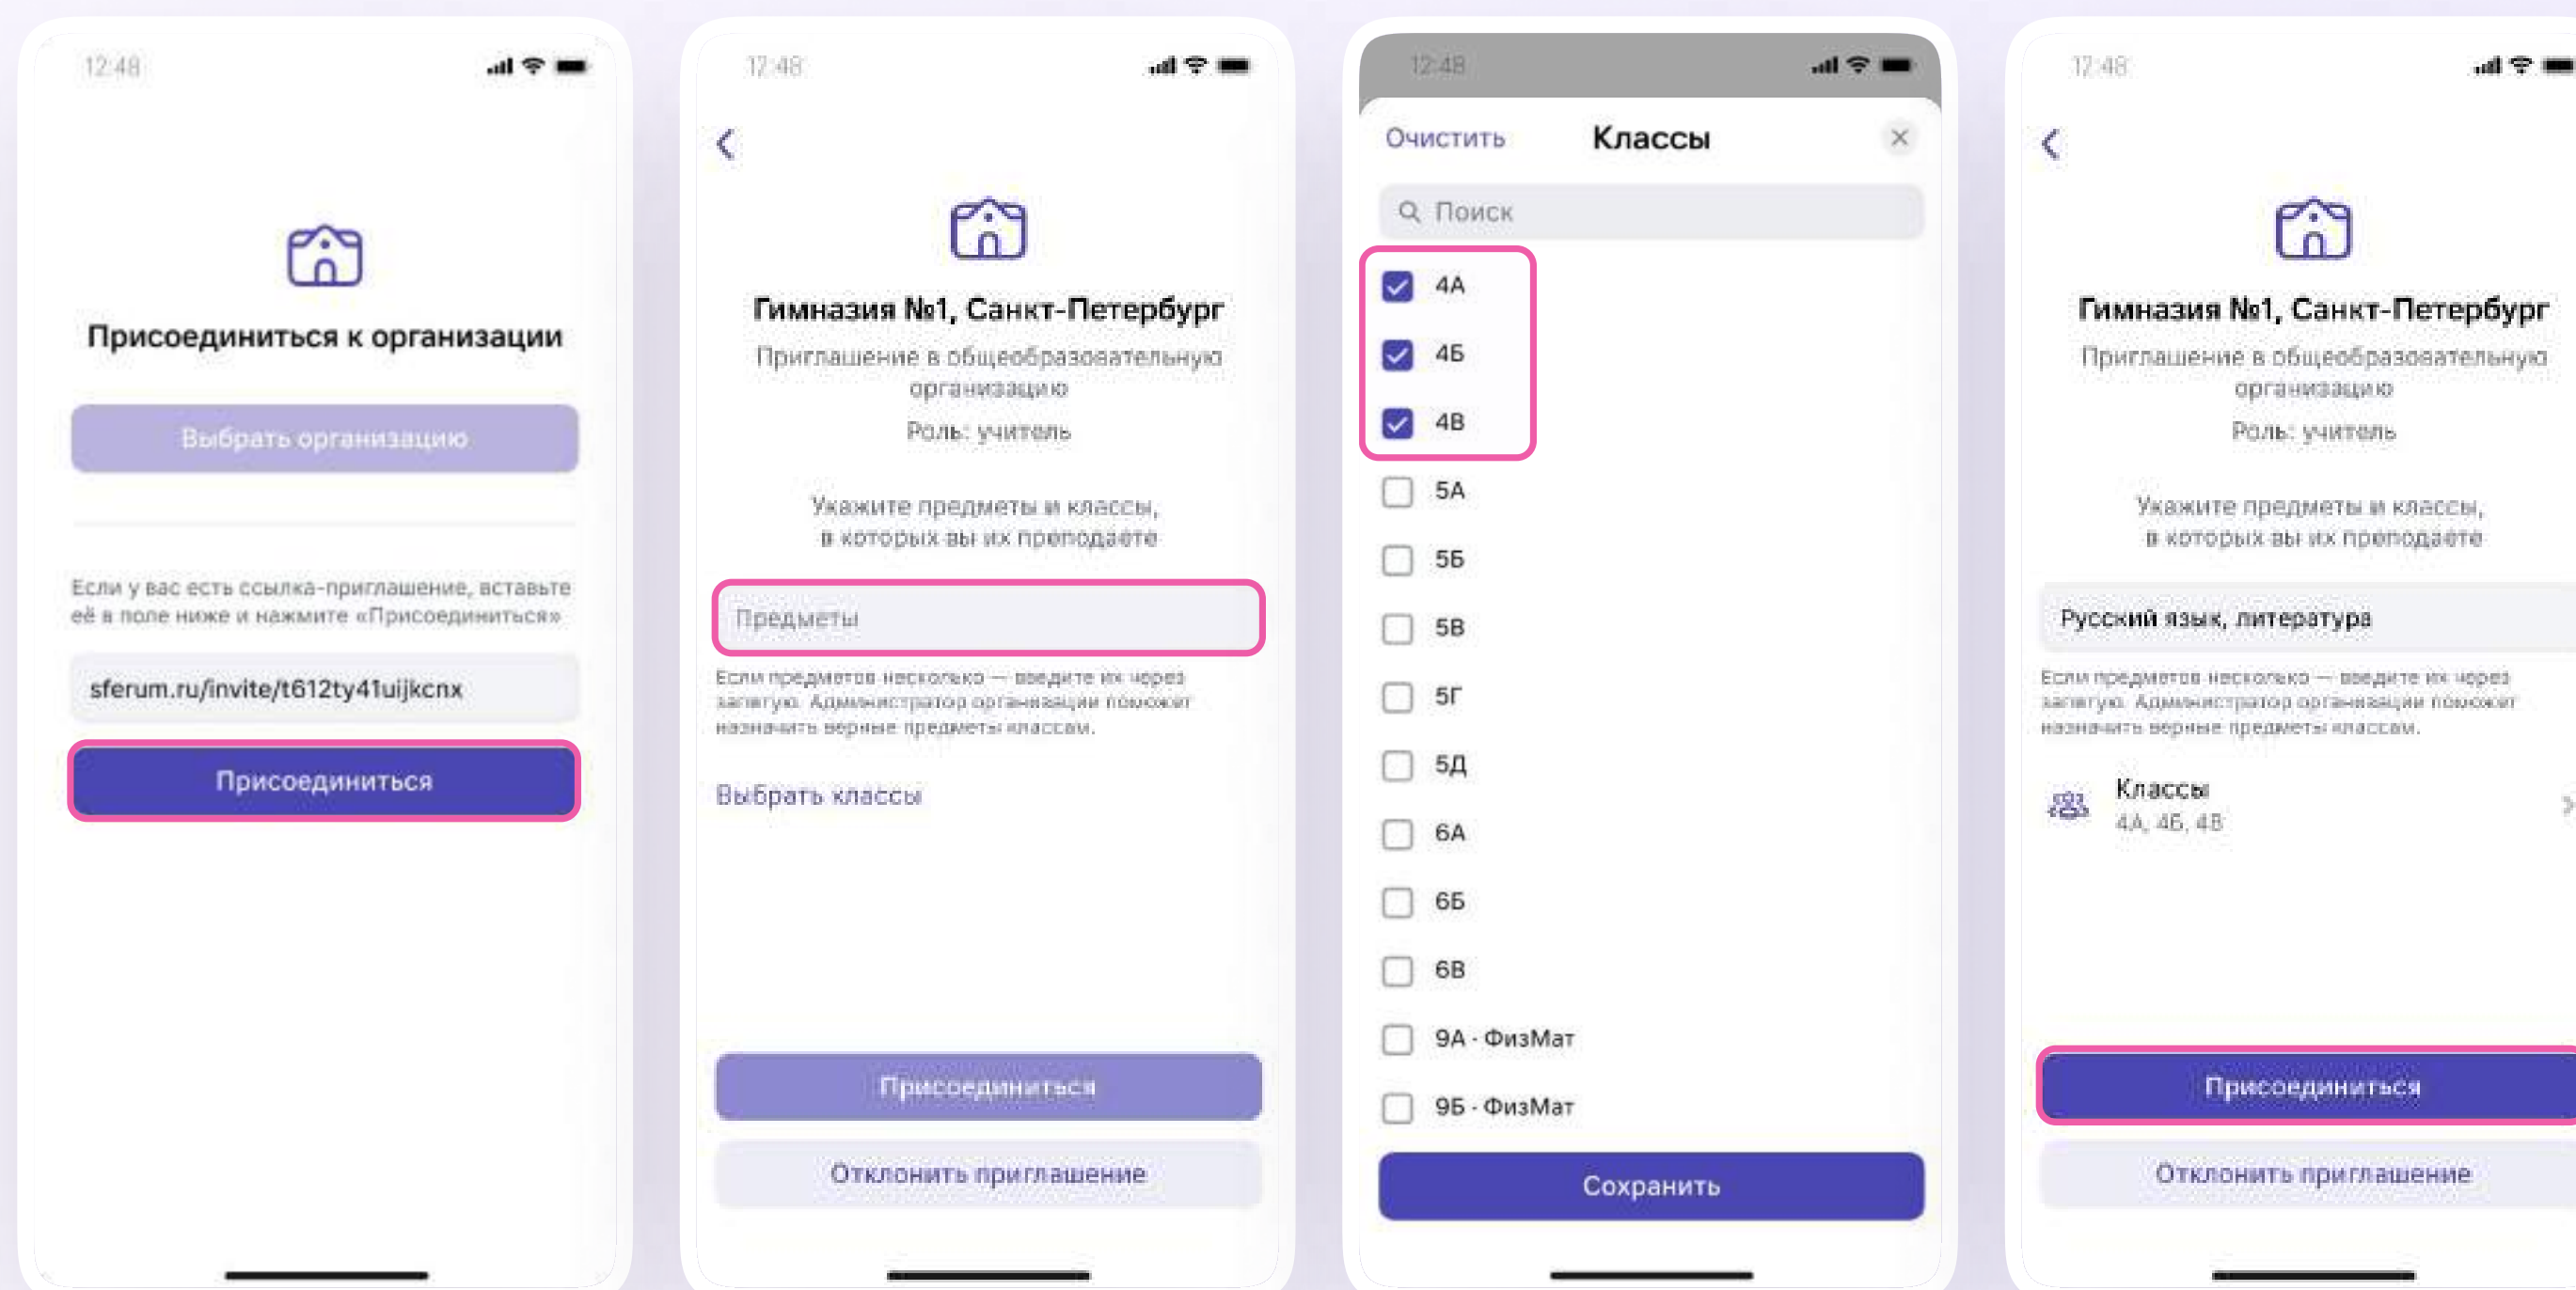 12:48
Присоединиться к организации
Выбрать организацию
Если у вас есть ссылка-приглашение, вставьте
её в поле ниже и нажмите «Присоединиться»
sferum.ru/invite/t612ty41uijkcnx
Присоединиться
12:48
Гимназия №1, Санкт-Петербург
Приглашение в общеобразовательную
организацию
Роль: учитель
Укажите предметы и классы,
в которых вы их преподаёте
Предметы
Если предметов несколько — введите их через
запятую. Администратор организации поможет
назначить верные предметы классам.
Выбрать классы
Присоединиться
Отклонить приглашение
12:48
Очистить
Классы
Поиск
4А
4Б
4В
5А
5Б
5В
5Г
5Д
6А
6Б
6В
9А · ФизМат
9Б · ФизМат
Сохранить
12:48
Гимназия №1, Санкт-Петербург
Приглашение в общеобразовательную
организацию
Роль: учитель
Укажите предметы и классы,
в которых вы их преподаёте
Русский язык, литература
Если предметов несколько — введите их через
запятую. Администратор организации поможет
назначить верные предметы классам.
Классы
4А, 4Б, 4В
Присоединиться
Отклонить приглашение